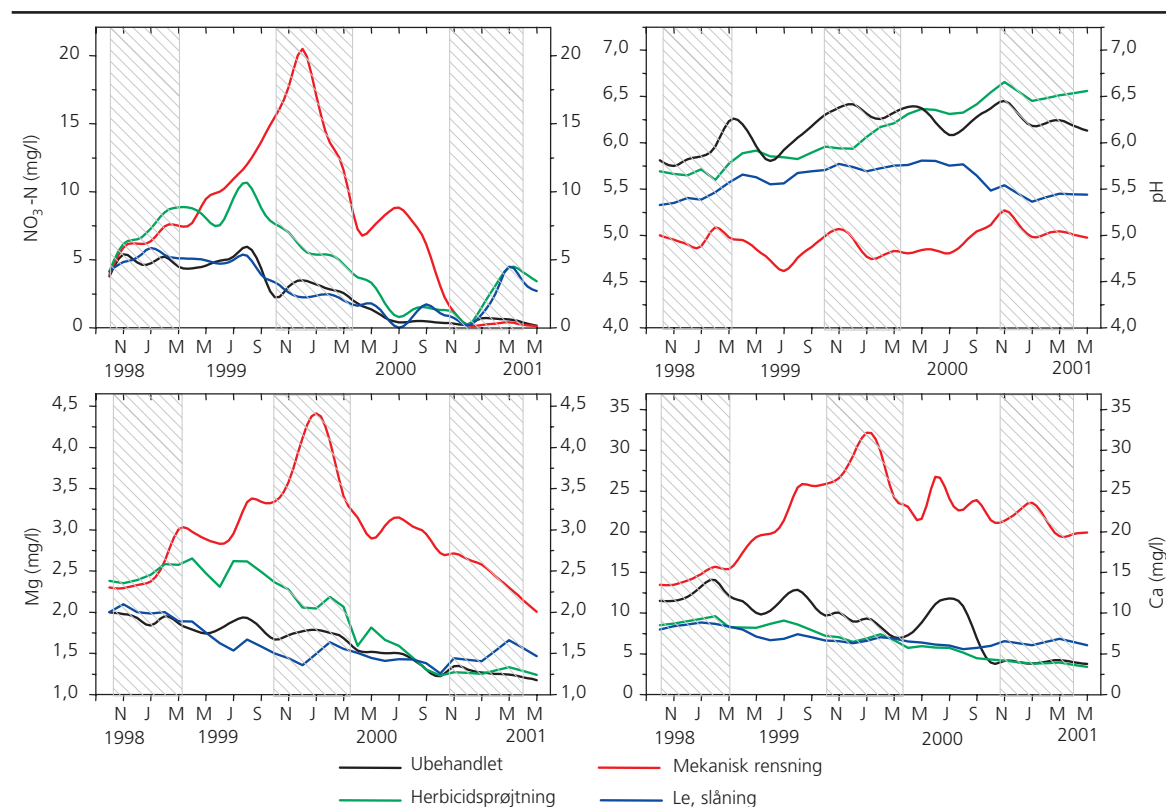 20 20 7,0 7,0
6,5 6,5
15 15 6,0 6,0
NO3-N (mg/l) pH
10 10 5,5 5,5
5,0 5,0
5 5
4,5 4,5
0 0 4,0 4,0
N J M M J S N J M M J S N J M M N J M M J S N J M M J S N J M M
1998 1999 2000 2001 1998 1999 2000 2001
4,5 4,5 35 35
4,0 4,0 30 30
3,5 3,5 25 25
3,0 3,0 20 20
Mg (mg/l) Ca (mg/l)
2,5 2,5 15 15
2,0 2,0 10 10
1,5 1,5 5 5
1,0 1,0 0 0
N J M M J S N J M M J S N J M M N J M M J S N J M M J S N J M M
1998 1999 2000 2001 1998 1999 2000 2001
Ubehandlet Mekanisk rensning
Herbicidsprøjtning Le, slåning